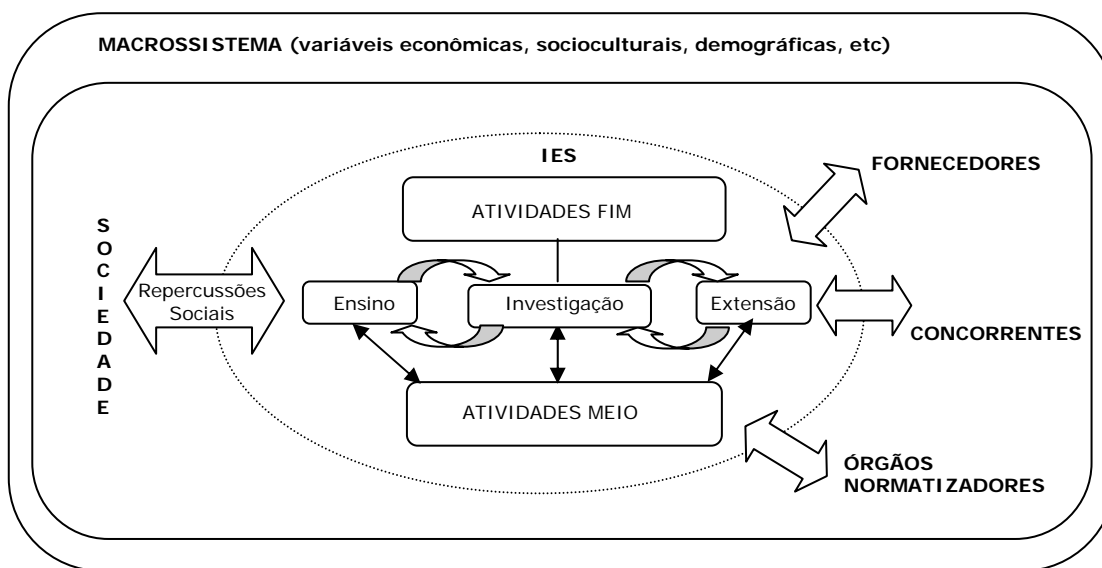 MACROSSISTEMA (variáveis econômicas, socioculturais, demográficas, etc)
IES
FORNECEDORES
ATIVIDADES FIM
SOCIEDADE
Repercussões
Sociais
Ensino
Investigação
Extensão
CONCORRENTES
ATIVIDADES MEIO
ÓRGÃOS
NORMATIZADORES